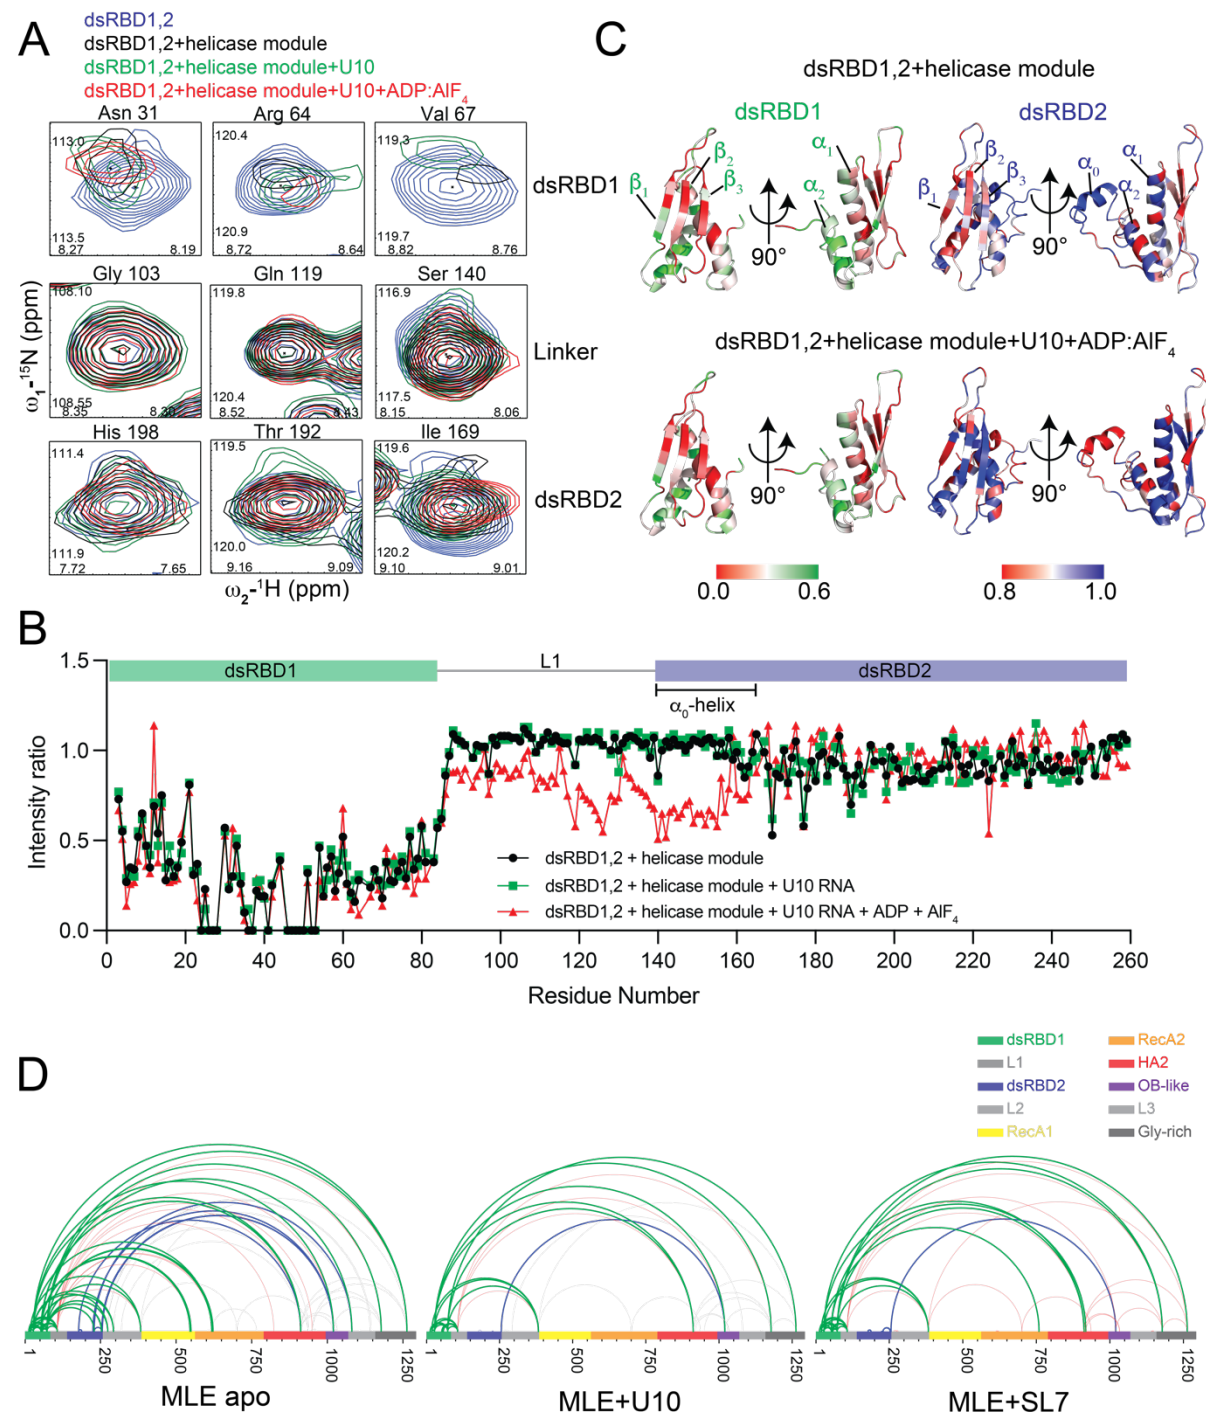 A
dsRBD1,2
dsRBD1,2+helicase module
dsRBD1,2+helicase module+U10
dsRBD1,2+helicase module+U10+ADP:AlF4
Asn 31
Arg 64
Val 67
113.0
113.5
8.27
8.19
120.4
120.9
8.72
8.64
119.3
119.7
8.82
8.76
dsRBD1
Gly 103
Gln 119
Ser 140
108.10
108.55
8.35
8.30
119.8
120.4
8.52
8.43
116.9
117.5
8.15
8.06
Linker
His 198
Thr 192
Ile 169
111.4
111.9
7.72
7.65
119.5
120.0
9.16
9.09
119.6
120.2
9.10
9.01
dsRBD2
ω1-15N (ppm)
ω2-1H (ppm)
C
dsRBD1,2+helicase module
dsRBD1
dsRBD2
β1
β2
β3
90°
α1
α2
β1
β2
β3
90°
α0
α1
α2
dsRBD1,2+helicase module+U10+ADP:AlF4
90°
90°
0.0
0.6
0.8
1.0
B
1.5
1.0
0.5
0.0
Intensity ratio
dsRBD1
L1
dsRBD2
α0-helix
dsRBD1,2 + helicase module
dsRBD1,2 + helicase module + U10 RNA
dsRBD1,2 + helicase module + U10 RNA + ADP + AlF4
0 20 40 60 80 100 120 140 160 180 200 220 240 260
Residue Number
D
dsRBD1
L1
dsRBD2
L2
RecA1
RecA2
HA2
OB-like
L3
Gly-rich
1 250 500 750 1000 1250
MLE apo
1 250 500 750 1000 1250
MLE+U10
1 250 500 750 1000 1250
MLE+SL7